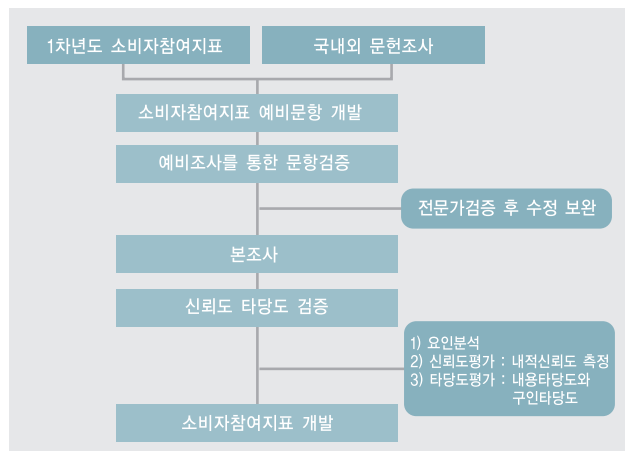 1차년도 소비자참여지표
국내외 문헌조사
소비자참여지표 예비문항 개발
예비조사를 통한 문항검증
전문가검증 후 수정 보완
본조사
신뢰도 타당도 검증
1) 요인분석
2) 신뢰도평가 : 내적신뢰도 측정
3) 타당도평가 : 내용타당도와
구인타당도
소비자참여지표 개발